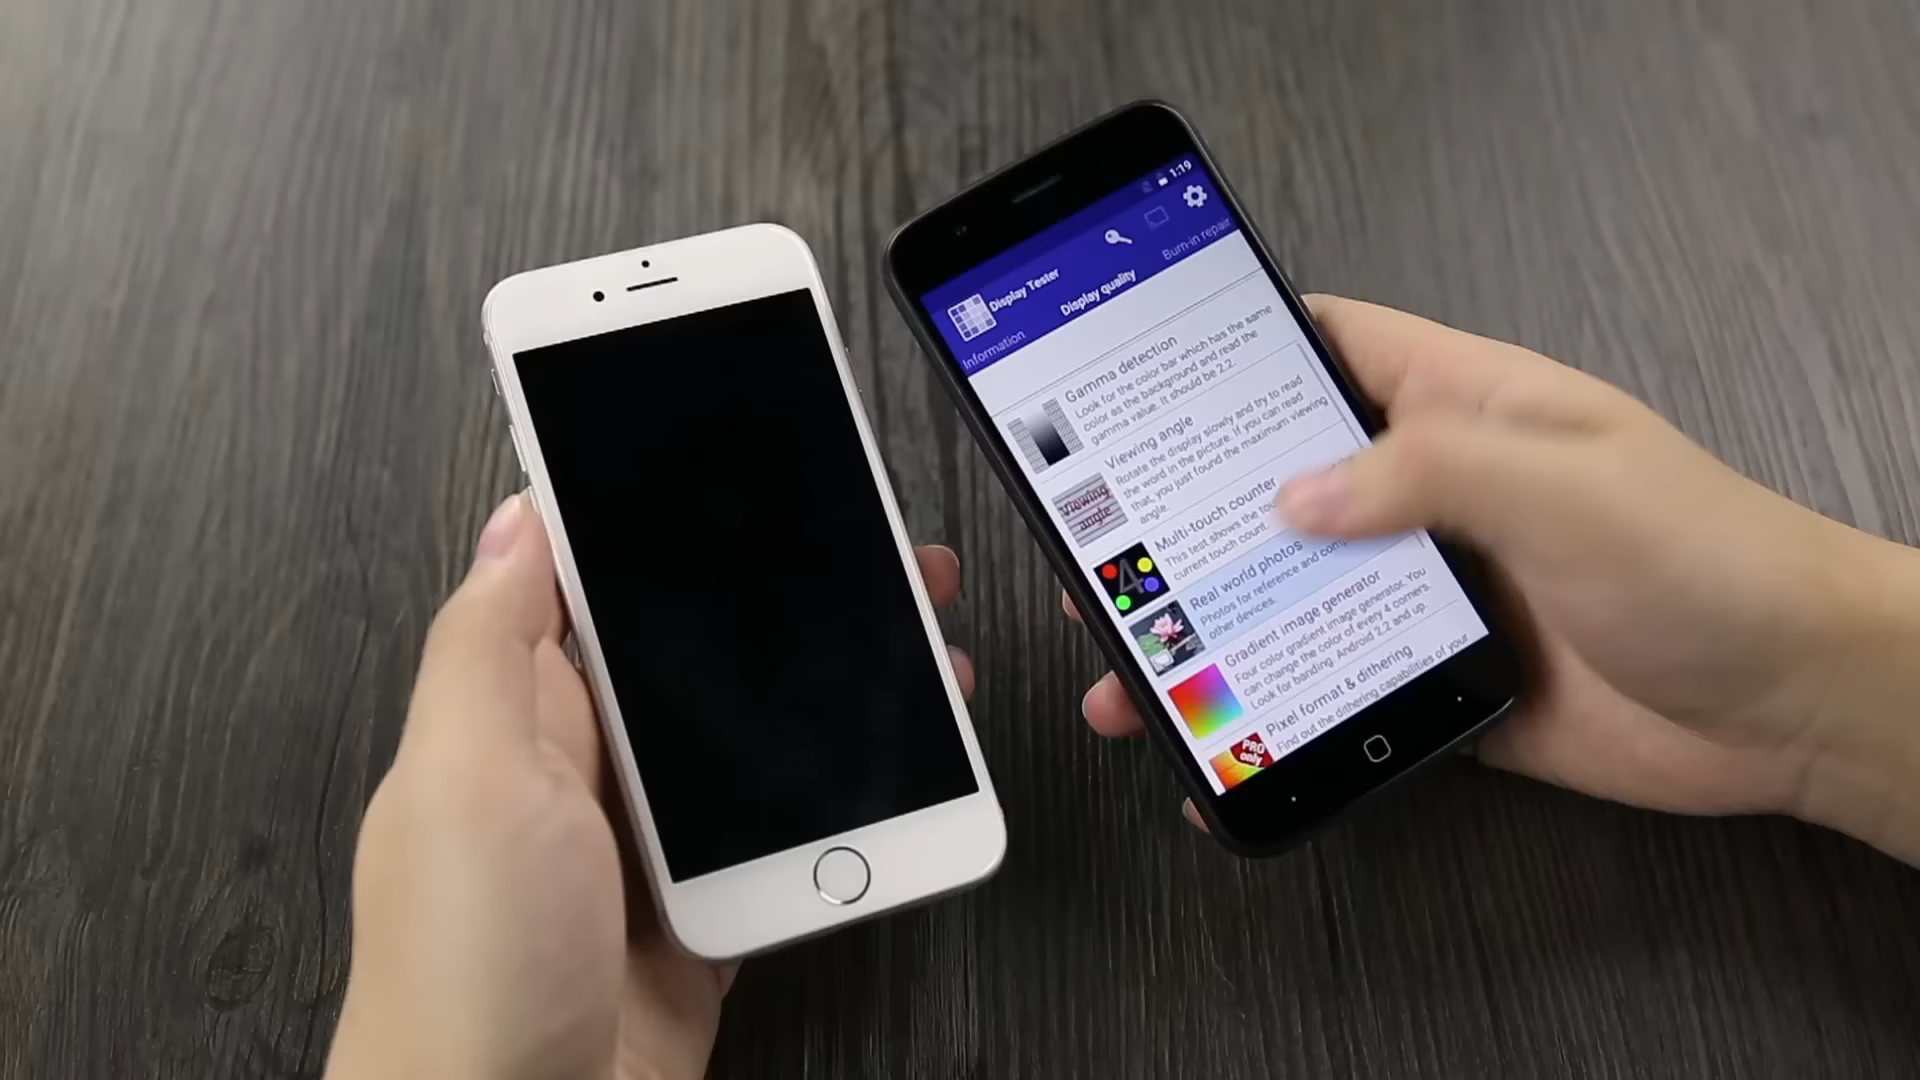 1:19
Display Tester
Information
Display quality
Burn-in repair
Gamma detection
Look for the color bar which has the same
color as the background and read the
gamma value. It should be 2.2.
Viewing angle
Rotate the display slowly and try to read
the word in the picture. If you can read
that, you just found the maximum viewing
angle.
Viewing
angle
Multi-touch counter
This test shows the
current touch count.
4
Real world photos
Photos for reference and
other devices.
Gradient image generator
Four color gradient image generator. You
can change the color of every 4 corners.
Look for banding. Android 2.2 and up.
Pixel format & dithering
Find out the dithering capabilities of your
PRO
only